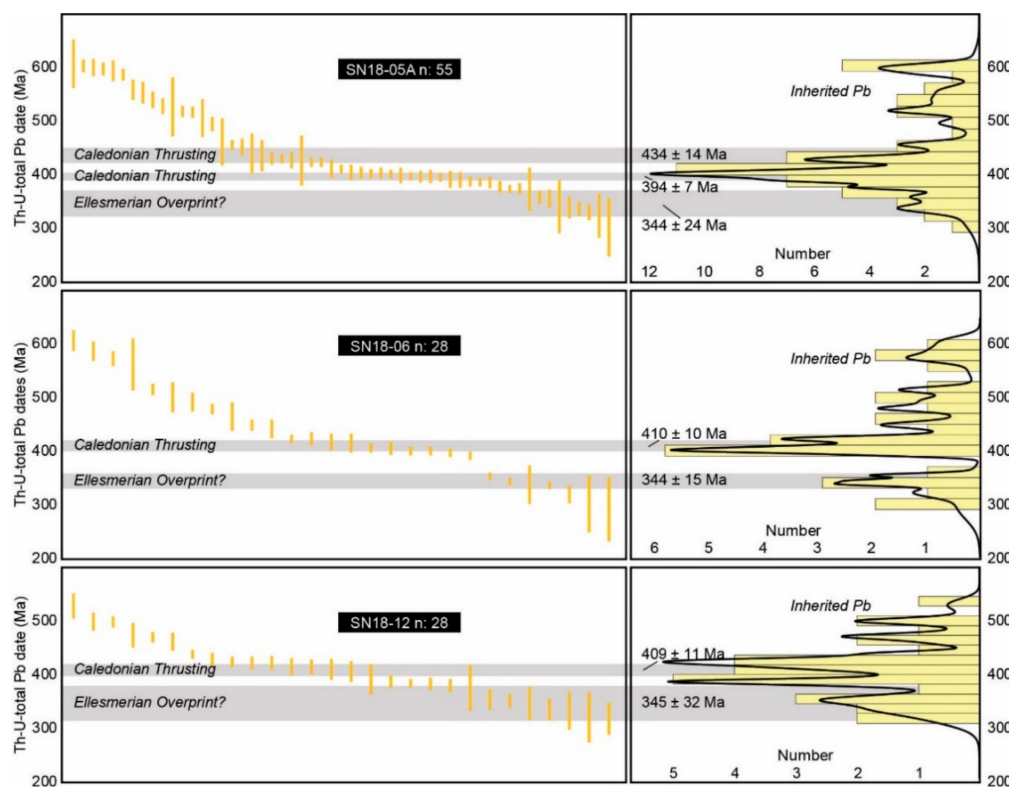 Th-U-total Pb date (Ma)
600
500
400
300
200
SN18-05A n: 55
Caledonian Thrusting
Caledonian Thrusting
Ellesmerian Overprint?
Inherited Pb
434 ± 14 Ma
394 ± 7 Ma
344 ± 24 Ma
Number
12 10 8 6 4 2
600
500
400
300
200
Th-U-total Pb dates (Ma)
600
500
400
300
200
SN18-06 n: 28
Caledonian Thrusting
Ellesmerian Overprint?
Inherited Pb
410 ± 10 Ma
344 ± 15 Ma
Number
6 5 4 3 2 1
600
500
400
300
200
Th-U-total Pb date (Ma)
500
400
300
200
SN18-12 n: 28
Caledonian Thrusting
Ellesmerian Overprint?
Inherited Pb
409 ± 11 Ma
345 ± 32 Ma
Number
5 4 3 2 1
500
400
300
200